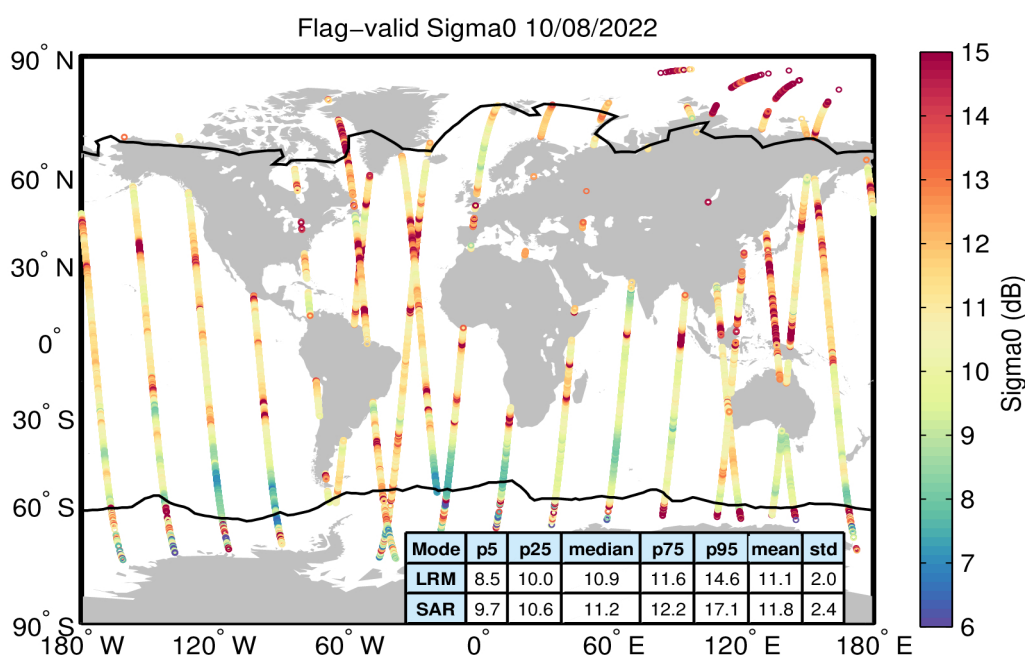 Flag−valid Sigma0 10/08/2022
90° N
60° N
30° N
0°
30° S
60° S
90° S
180° W
120° W
60° W
0°
60° E
120° E
180° E
15
14
13
12
11
10
9
8
7
6
Sigma0 (dB)
Mode p5 p25 median p75 p95 mean std
LRM 8.5 10.0 10.9 11.6 14.6 11.1 2.0
SAR 9.7 10.6 11.2 12.2 17.1 11.8 2.4